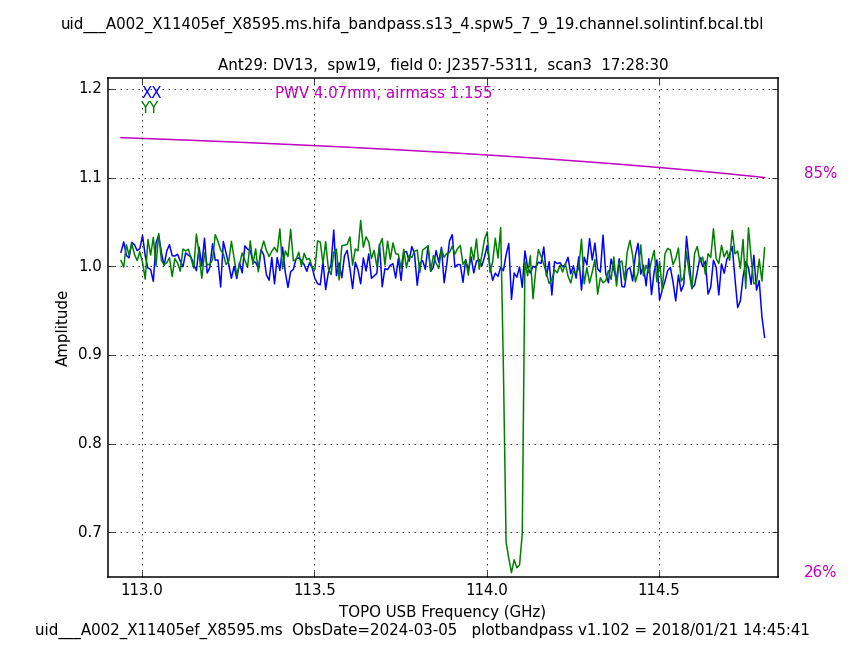 uid___A002_X11405ef_X8595.ms.hifa_bandpass.s13_4.spw5_7_9_19.channel.solintinf.bcal.tbl
Ant29: DV13, spw19, field 0: J2357-5311, scan3 17:28:30
XX
YY
PWV 4.07mm, airmass 1.155
1.2
1.1
1.0
0.9
0.8
0.7
Amplitude
85%
26%
113.0 113.5 114.0 114.5
TOPO USB Frequency (GHz)
uid___A002_X11405ef_X8595.ms ObsDate=2024-03-05 plotbandpass v1.102 = 2018/01/21 14:45:41